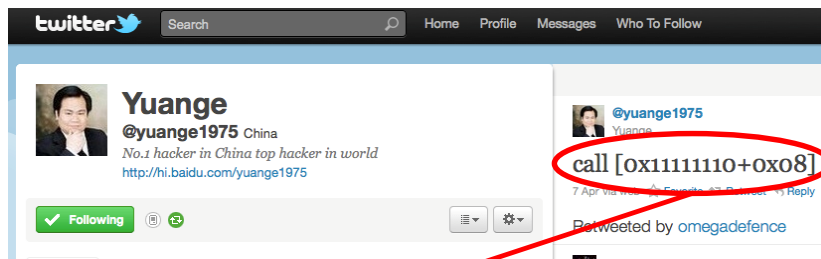 twitter
Search
Home Profile Messages Who To Follow
Yuange
@yuange1975 China
No.1 hacker in China top hacker in world
http://hi.baidu.com/yuange1975
Following
@yuange1975
Yuange
call [0x11111110+0x08]
7 Apr via web Favorite Retweet Reply
Retweeted by omegadefence